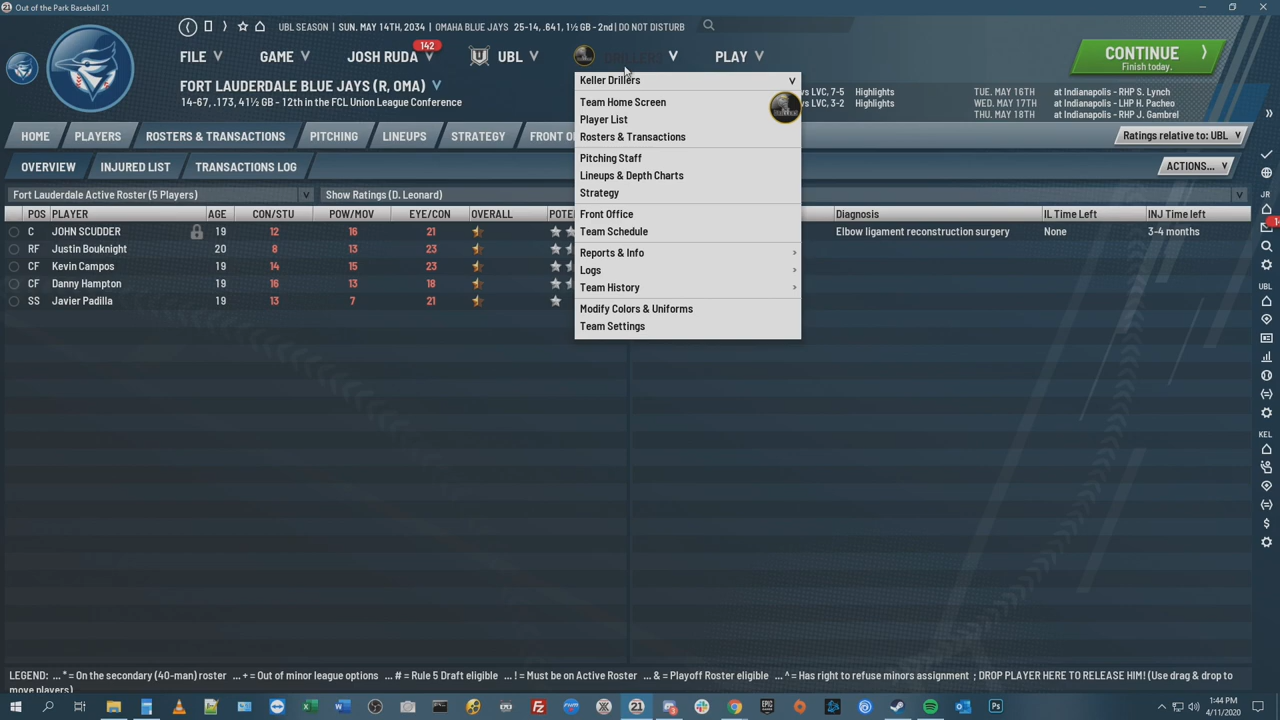 Out of the Park Baseball 21
UBL SEASON | SUN. MAY 14TH, 2034 | OMAHA BLUE JAYS 25-14, .641, 1½ GB - 2nd | DO NOT DISTURB
FILE GAME JOSH RUDA 142 UBL DRILLERS PLAY
CONTINUE
Finish today.
FORT LAUDERDALE BLUE JAYS (R, OMA)
14-67, .173, 41½ GB - 12th in the FCL Union League Conference
vs LVC, 7-5 Highlights
vs LVC, 3-2 Highlights
TUE. MAY 16TH at Indianapolis - RHP S. Lynch
WED. MAY 17TH at Indianapolis - LHP H. Pacheo
THU. MAY 18TH at Indianapolis - RHP J. Gambrel
HOME PLAYERS ROSTERS & TRANSACTIONS PITCHING LINEUPS STRATEGY FRONT O
Ratings relative to: UBL
OVERVIEW INJURED LIST TRANSACTIONS LOG
ACTIONS...
Fort Lauderdale Active Roster (5 Players) Show Ratings (D. Leonard)
POS PLAYER AGE CON/STU POW/MOV EYE/CON OVERALL POTE Diagnosis IL Time Left INJ Time left
C JOHN SCUDDER 19 12 16 21 Elbow ligament reconstruction surgery None 3-4 months
RF Justin Bouknight 20 8 13 23
CF Kevin Campos 19 14 15 23
CF Danny Hampton 19 16 13 18
SS Javier Padilla 19 13 7 21
Keller Drillers
Team Home Screen
Player List
Rosters & Transactions
Pitching Staff
Lineups & Depth Charts
Strategy
Front Office
Team Schedule
Reports & Info
Logs
Team History
Modify Colors & Uniforms
Team Settings
JR
UBL
KEL
LEGEND: ... * = On the secondary (40-man) roster ... + = Out of minor league options ... # = Rule 5 Draft eligible ... ! = Must be on Active Roster ... & = Playoff Roster eligible ... ^ = Has right to refuse minors assignment ; DROP PLAYER HERE TO RELEASE HIM! (Use drag & drop to
move players)
1:44 PM
4/11/2020